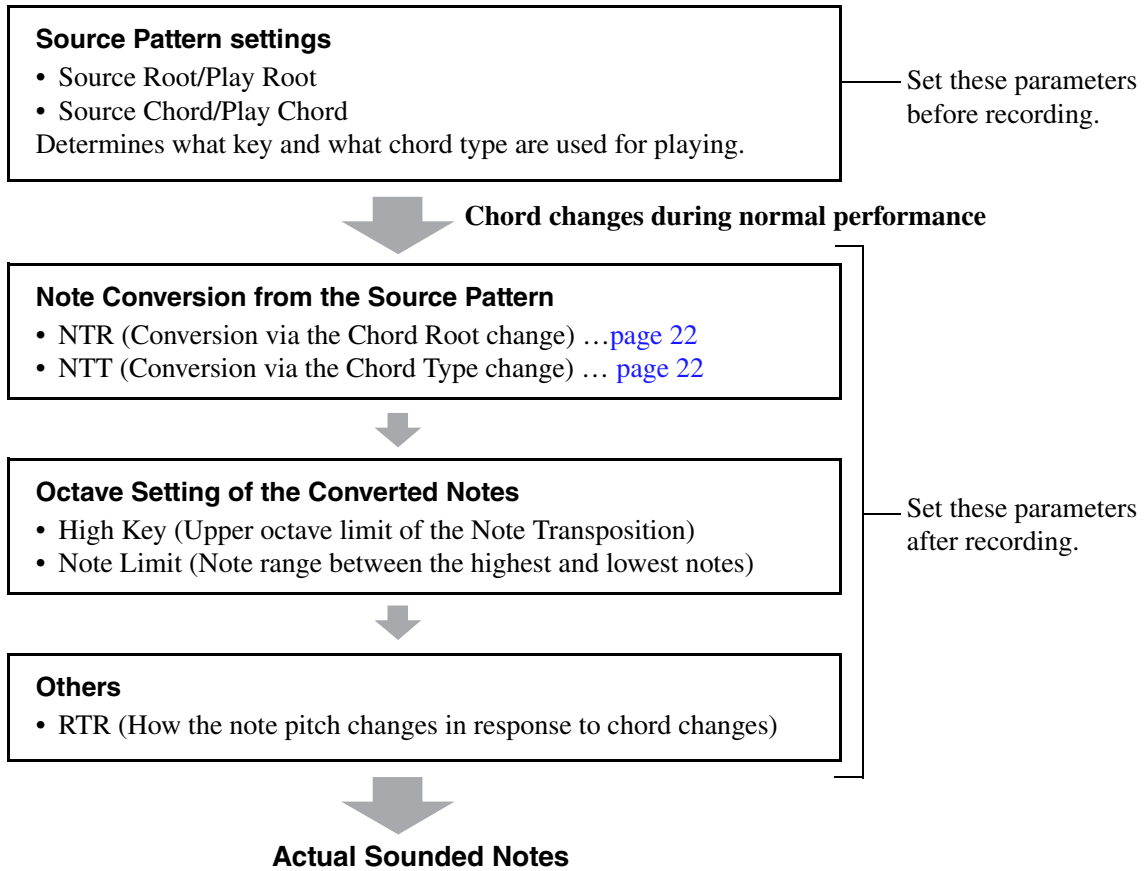 Source Pattern settings
• Source Root/Play Root
• Source Chord/Play Chord
Determines what key and what chord type are used for playing.
Set these parameters
before recording.
Chord changes during normal performance
Note Conversion from the Source Pattern
• NTR (Conversion via the Chord Root change) …page 22
• NTT (Conversion via the Chord Type change) … page 22
Octave Setting of the Converted Notes
• High Key (Upper octave limit of the Note Transposition)
• Note Limit (Note range between the highest and lowest notes)
Set these parameters
after recording.
Others
• RTR (How the note pitch changes in response to chord changes)
Actual Sounded Notes